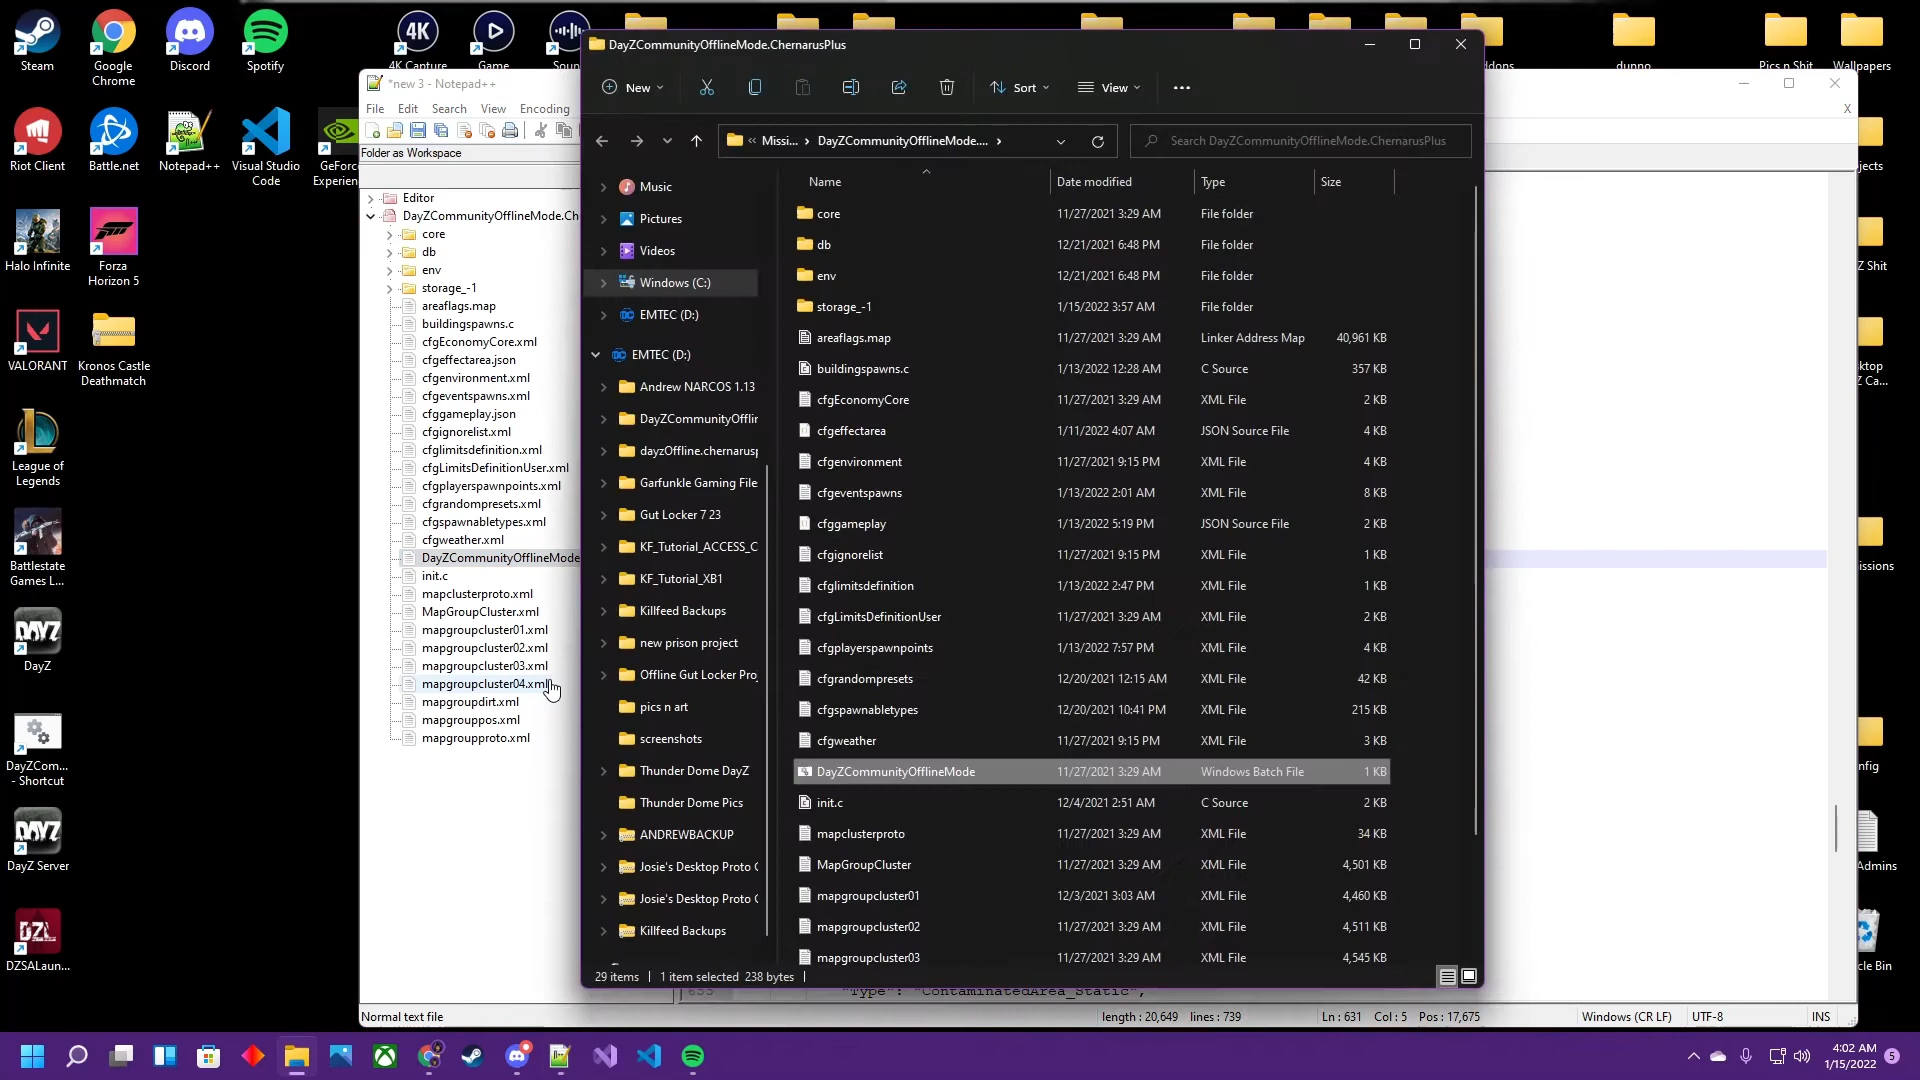 Steam
Google Chrome
Discord
Spotify
4K Capture
Game
dunno
Pics n Shit
Wallpapers
Riot Client
Battle.net
Notepad++
Visual Studio Code
GeForce Experien
Halo Infinite
Forza Horizon 5
VALORANT
Kronos Castle Deathmatch
League of Legends
Battlestate Games L...
DayZ
DayZCom... - Shortcut
DayZ Server
DZSALaun...
*new 3 - Notepad++
File Edit Search View Encoding
X
Folder as Workspace
Editor
DayZCommunityOfflineMode.Ch
core
db
env
storage_-1
areaflags.map
buildingspawns.c
cfgEconomyCore.xml
cfgeffectarea.json
cfgenvironment.xml
cfgeventspawns.xml
cfggameplay.json
cfgignorelist.xml
cfglimitsdefinition.xml
cfgLimitsDefinitionUser.xml
cfgplayerspawnpoints.xml
cfgrandompresets.xml
cfgspawnabletypes.xml
cfgweather.xml
DayZCommunityOfflineMode
init.c
mapclusterproto.xml
MapGroupCluster.xml
mapgroupcluster01.xml
mapgroupcluster02.xml
mapgroupcluster03.xml
mapgroupcluster04.xml
mapgroupdirt.xml
mapgrouppos.xml
mapgroupproto.xml
DayZCommunityOfflineMode.ChernarusPlus
New Sort View
« Missi... › DayZCommunityOfflineMode.... ›
Search DayZCommunityOfflineMode.ChernarusPlus
Music
Pictures
Videos
Windows (C:)
EMTEC (D:)
EMTEC (D:)
Andrew NARCOS 1.13
DayZCommunityOfflin
dayzOffline.chernarusp
Garfunkle Gaming File
Gut Locker 7 23
KF_Tutorial_ACCESS_C
KF_Tutorial_XB1
Killfeed Backups
new prison project
Offline Gut Locker Proj
pics n art
screenshots
Thunder Dome DayZ
Thunder Dome Pics
ANDREWBACKUP
Josie's Desktop Proto C
Josie's Desktop Proto C
Killfeed Backups
Name Date modified Type Size
core 11/27/2021 3:29 AM File folder
db 12/21/2021 6:48 PM File folder
env 12/21/2021 6:48 PM File folder
storage_-1 1/15/2022 3:57 AM File folder
areaflags.map 11/27/2021 3:29 AM Linker Address Map 40,961 KB
buildingspawns.c 1/13/2022 12:28 AM C Source 357 KB
cfgEconomyCore 11/27/2021 3:29 AM XML File 2 KB
cfgeffectarea 1/11/2022 4:07 AM JSON Source File 4 KB
cfgenvironment 11/27/2021 9:15 PM XML File 4 KB
cfgeventspawns 1/13/2022 2:01 AM XML File 8 KB
cfggameplay 1/13/2022 5:19 PM JSON Source File 2 KB
cfgignorelist 11/27/2021 9:15 PM XML File 1 KB
cfglimitsdefinition 1/13/2022 2:47 PM XML File 1 KB
cfgLimitsDefinitionUser 11/27/2021 3:29 AM XML File 2 KB
cfgplayerspawnpoints 1/13/2022 7:57 PM XML File 4 KB
cfgrandompresets 12/20/2021 12:15 AM XML File 42 KB
cfgspawnabletypes 12/20/2021 10:41 PM XML File 215 KB
cfgweather 11/27/2021 9:15 PM XML File 3 KB
DayZCommunityOfflineMode 11/27/2021 3:29 AM Windows Batch File 1 KB
init.c 12/4/2021 2:51 AM C Source 2 KB
mapclusterproto 11/27/2021 3:29 AM XML File 34 KB
MapGroupCluster 11/27/2021 3:29 AM XML File 4,501 KB
mapgroupcluster01 12/3/2021 3:03 AM XML File 4,460 KB
mapgroupcluster02 11/27/2021 3:29 AM XML File 4,511 KB
mapgroupcluster03 11/27/2021 3:29 AM XML File 4,545 KB
29 items 1 item selected 238 bytes
"Type": "ContaminatedArea_Static",
Normal text file length : 20,649 lines : 739 Ln : 631 Col : 5 Pos : 17,675 Windows (CR LF) UTF-8 INS
4:02 AM
1/15/2022
5